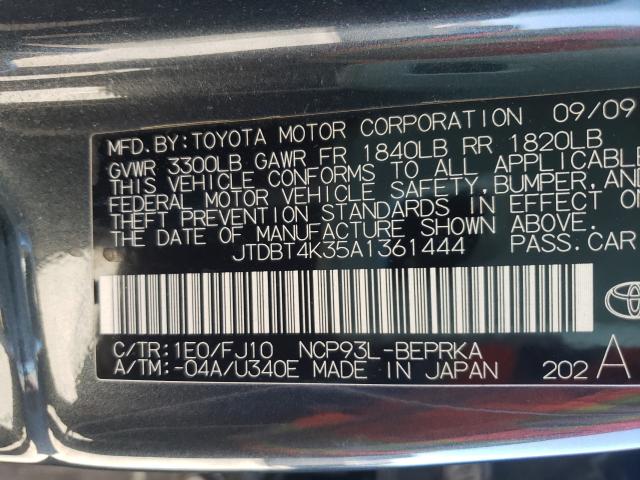 MFD. BY: TOYOTA MOTOR CORPORATION 09/09
GVWR 3300LB GAWR FR 1840LB RR 1820LB
THIS VEHICLE CONFORMS TO ALL APPLICABLE
FEDERAL MOTOR VEHICLE SAFETY, BUMPER, AND
THEFT PREVENTION STANDARDS IN EFFECT ON
THE DATE OF MANUFACTURE SHOWN ABOVE.
JTDBT4K35A1361444 PASS. CAR
C/TR: 1E0/FJ10 NCP93L-BEPRKA
A/TM: -04A/U340E MADE IN JAPAN 202 A